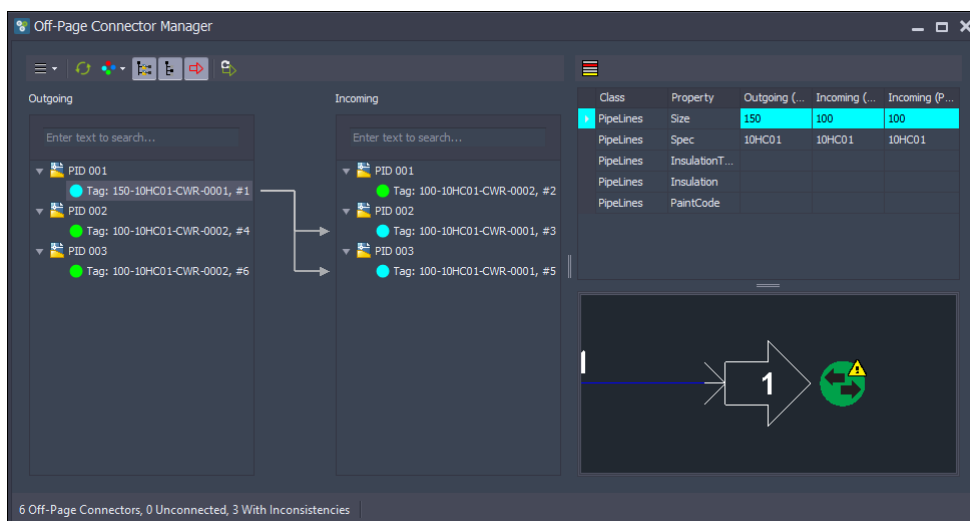 Off-Page Connector Manager
Outgoing
Incoming
Enter text to search...
Enter text to search...
PID 001
Tag: 150-10HC01-CWR-0001, #1
PID 002
Tag: 100-10HC01-CWR-0002, #4
PID 003
Tag: 100-10HC01-CWR-0002, #6
PID 001
Tag: 100-10HC01-CWR-0002, #2
PID 002
Tag: 100-10HC01-CWR-0001, #3
PID 003
Tag: 100-10HC01-CWR-0001, #5
Class Property Outgoing (... Incoming (... Incoming (P...
PipeLines Size 150 100 100
PipeLines Spec 10HC01 10HC01 10HC01
PipeLines InsulationT...
PipeLines Insulation
PipeLines PaintCode
1
6 Off-Page Connectors, 0 Unconnected, 3 With Inconsistencies